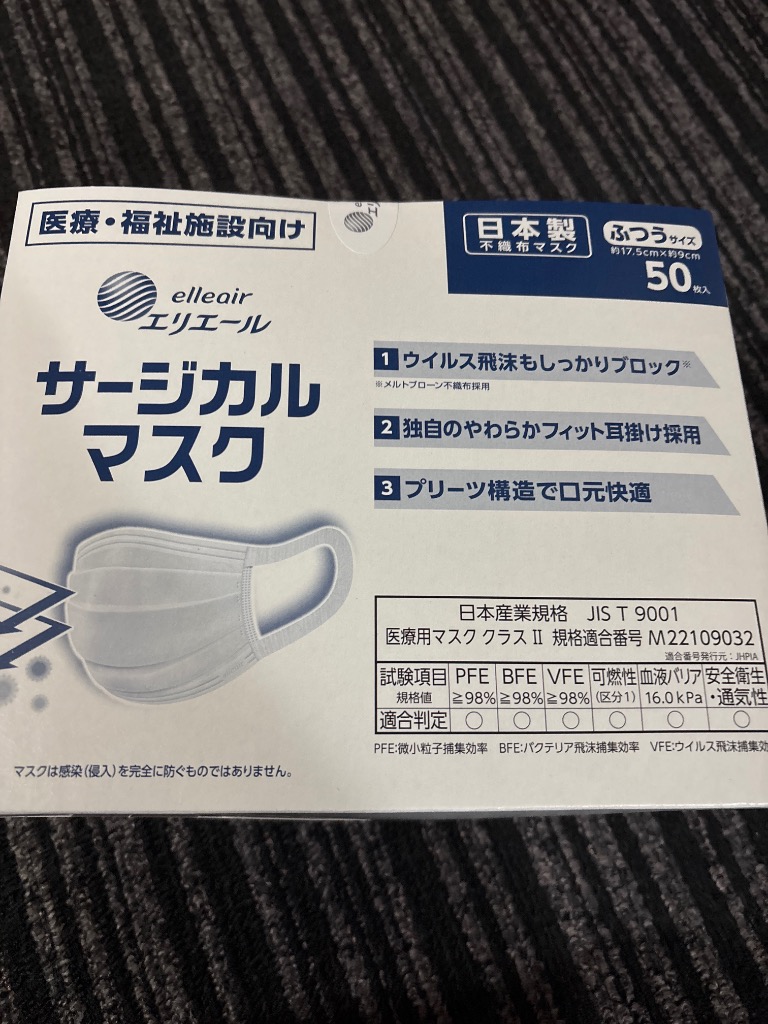 医療・福祉施設向け
elleair
エリエール
サージカル
マスク
エリ
日本製
不織布マスク
ふつうサイズ
約17.5cm×約9cm
50枚入
1 ウイルス飛沫もしっかりブロック※
※メルトブローン不織布採用
2 独自のやわらかフィット耳掛け採用
3 プリーツ構造で口元快適
日本産業規格 JIS T 9001
医療用マスク クラスⅡ 規格適合番号 M22109032
適合番号発行元：JHPIA
試験項目 PFE BFE VFE 可燃性 血液バリア 安全衛生
規格値 ≧98% ≧98% ≧98% (区分1) 16.0kPa ・通気性
適合判定 ○ ○ ○ ○ ○ ○
PFE:微小粒子捕集効率 BFE:バクテリア飛沫捕集効率 VFE:ウイルス飛沫捕集効
マスクは感染(侵入)を完全に防ぐものではありません。